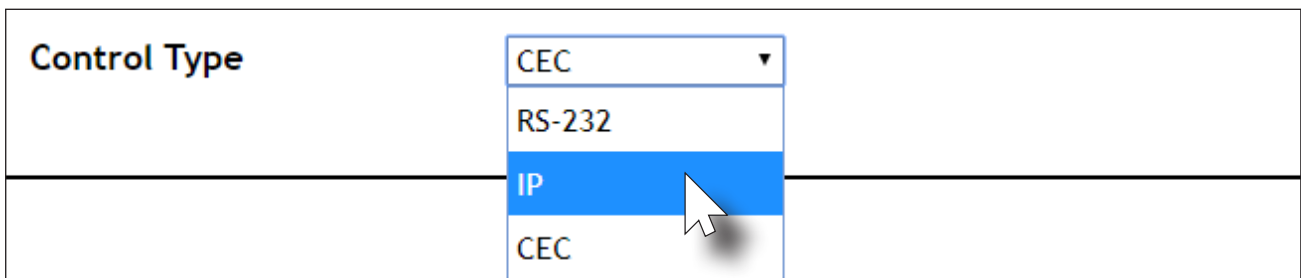 Control Type
CEC
RS-232
IP
CEC